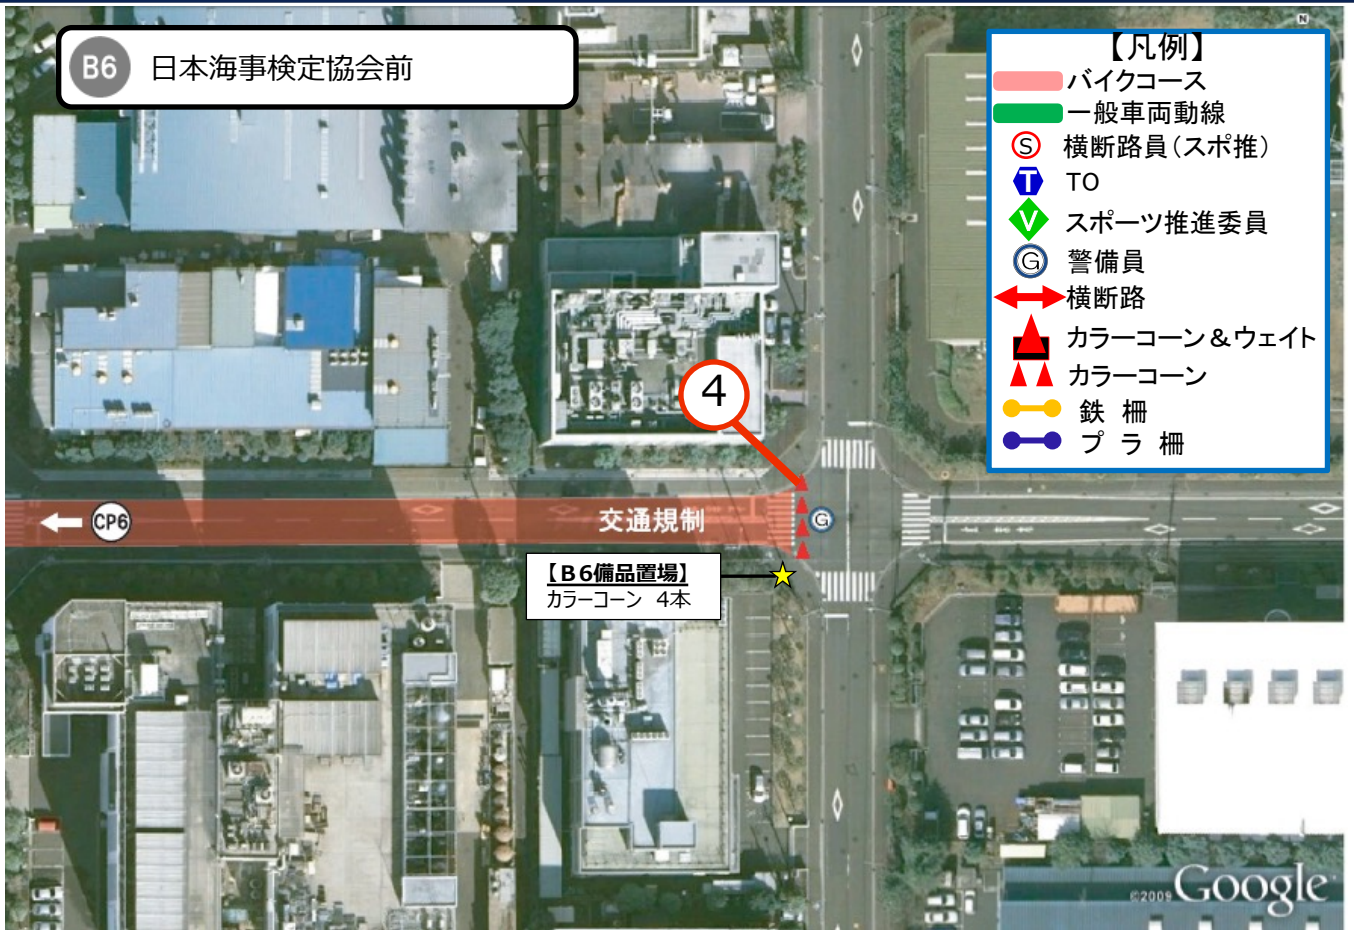 B6 日本海事検定協会前
N
【凡例】
バイクコース
一般車両動線
S 横断路員(スポ推)
T TO
V スポーツ推進委員
G 警備員
横断路
カラーコーン&ウェイト
カラーコーン
鉄 柵
プ ラ 柵
4
CP6
交通規制
G
【B6備品置場】
カラーコーン 4本
©2009 Google